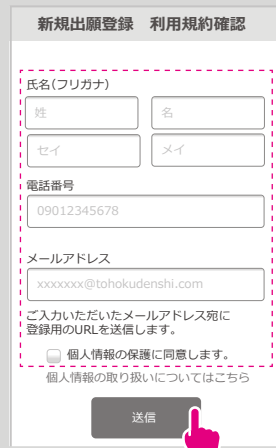 新規出願登録 利用規約確認
氏名(フリガナ)
姓 名
セイ メイ
電話番号
09012345678
メールアドレス
xxxxxxx@tohokudenshi.com
ご入力いただいたメールアドレス宛に
登録用のURLを送信します。
個人情報の保護に同意します。
個人情報の取り扱いについてはこちら
送信